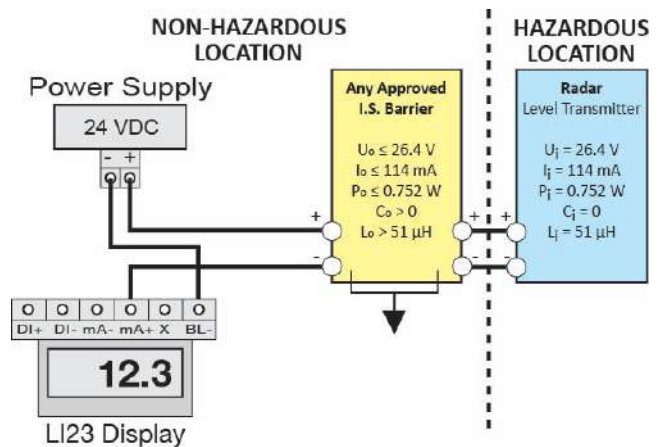 NON-HAZARDOUS
LOCATION
HAZARDOUS
LOCATION
Power Supply
24 VDC
- +
Any Approved
I.S. Barrier
Uₒ ≤ 26.4 V
Iₒ ≤ 114 mA
Pₒ ≤ 0.752 W
Cₒ > 0
Lₒ > 51 µH
+
-
+
-
Radar
Level Transmitter
Uᵢ = 26.4 V
Iᵢ = 114 mA
Pᵢ = 0.752 W
Cᵢ = 0
Lᵢ = 51 µH
+
-
DI+ DI- mA- mA+ X BL-
12.3
LI23 Display